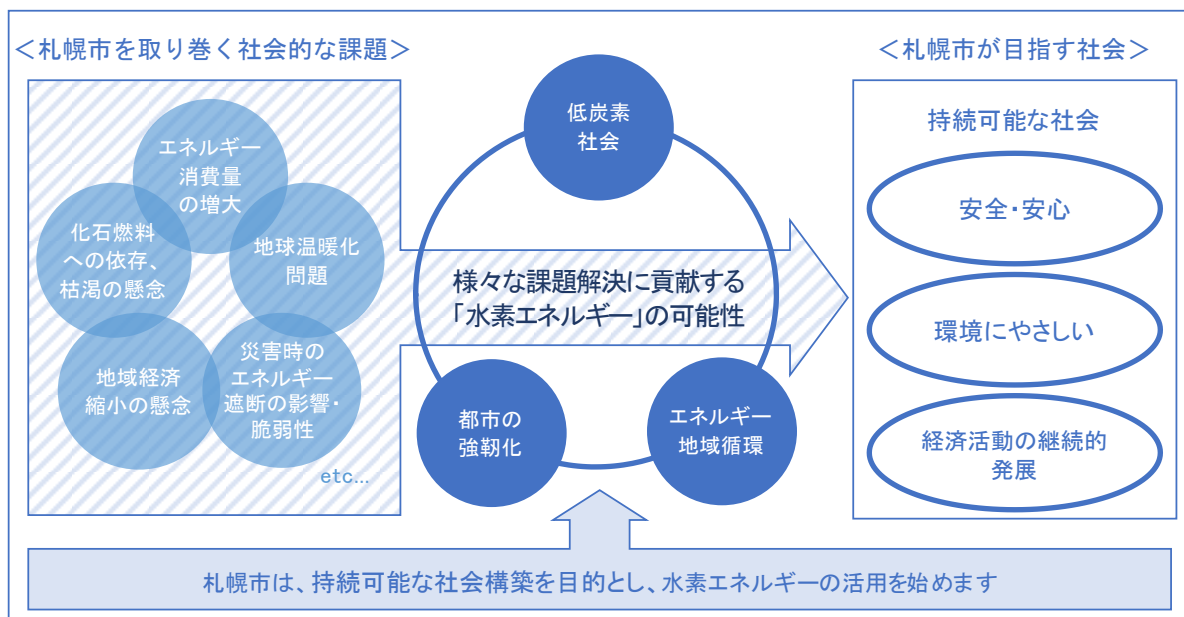 ＜札幌市を取り巻く社会的な課題＞
エネルギー
消費量
の増大
化石燃料
への依存、
枯渇の懸念
地球温暖化
問題
地域経済
縮小の懸念
災害時の
エネルギー
遮断の影響・
脆弱性
etc…
低炭素
社会
様々な課題解決に貢献する
「水素エネルギー」の可能性
都市の
強靭化
エネルギー
地域循環
＜札幌市が目指す社会＞
持続可能な社会
安全・安心
環境にやさしい
経済活動の継続的
発展
札幌市は、持続可能な社会構築を目的とし、水素エネルギーの活用を始めます